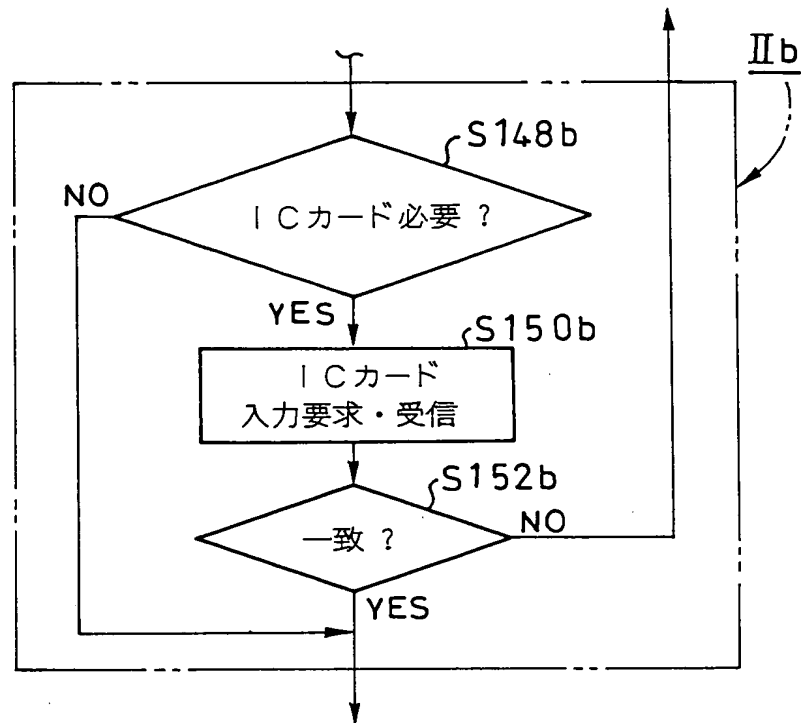 Ⅱb
S148b
NO
ICカード必要?
YES
S150b
ICカード
入力要求・受信
S152b
一致?
NO
YES